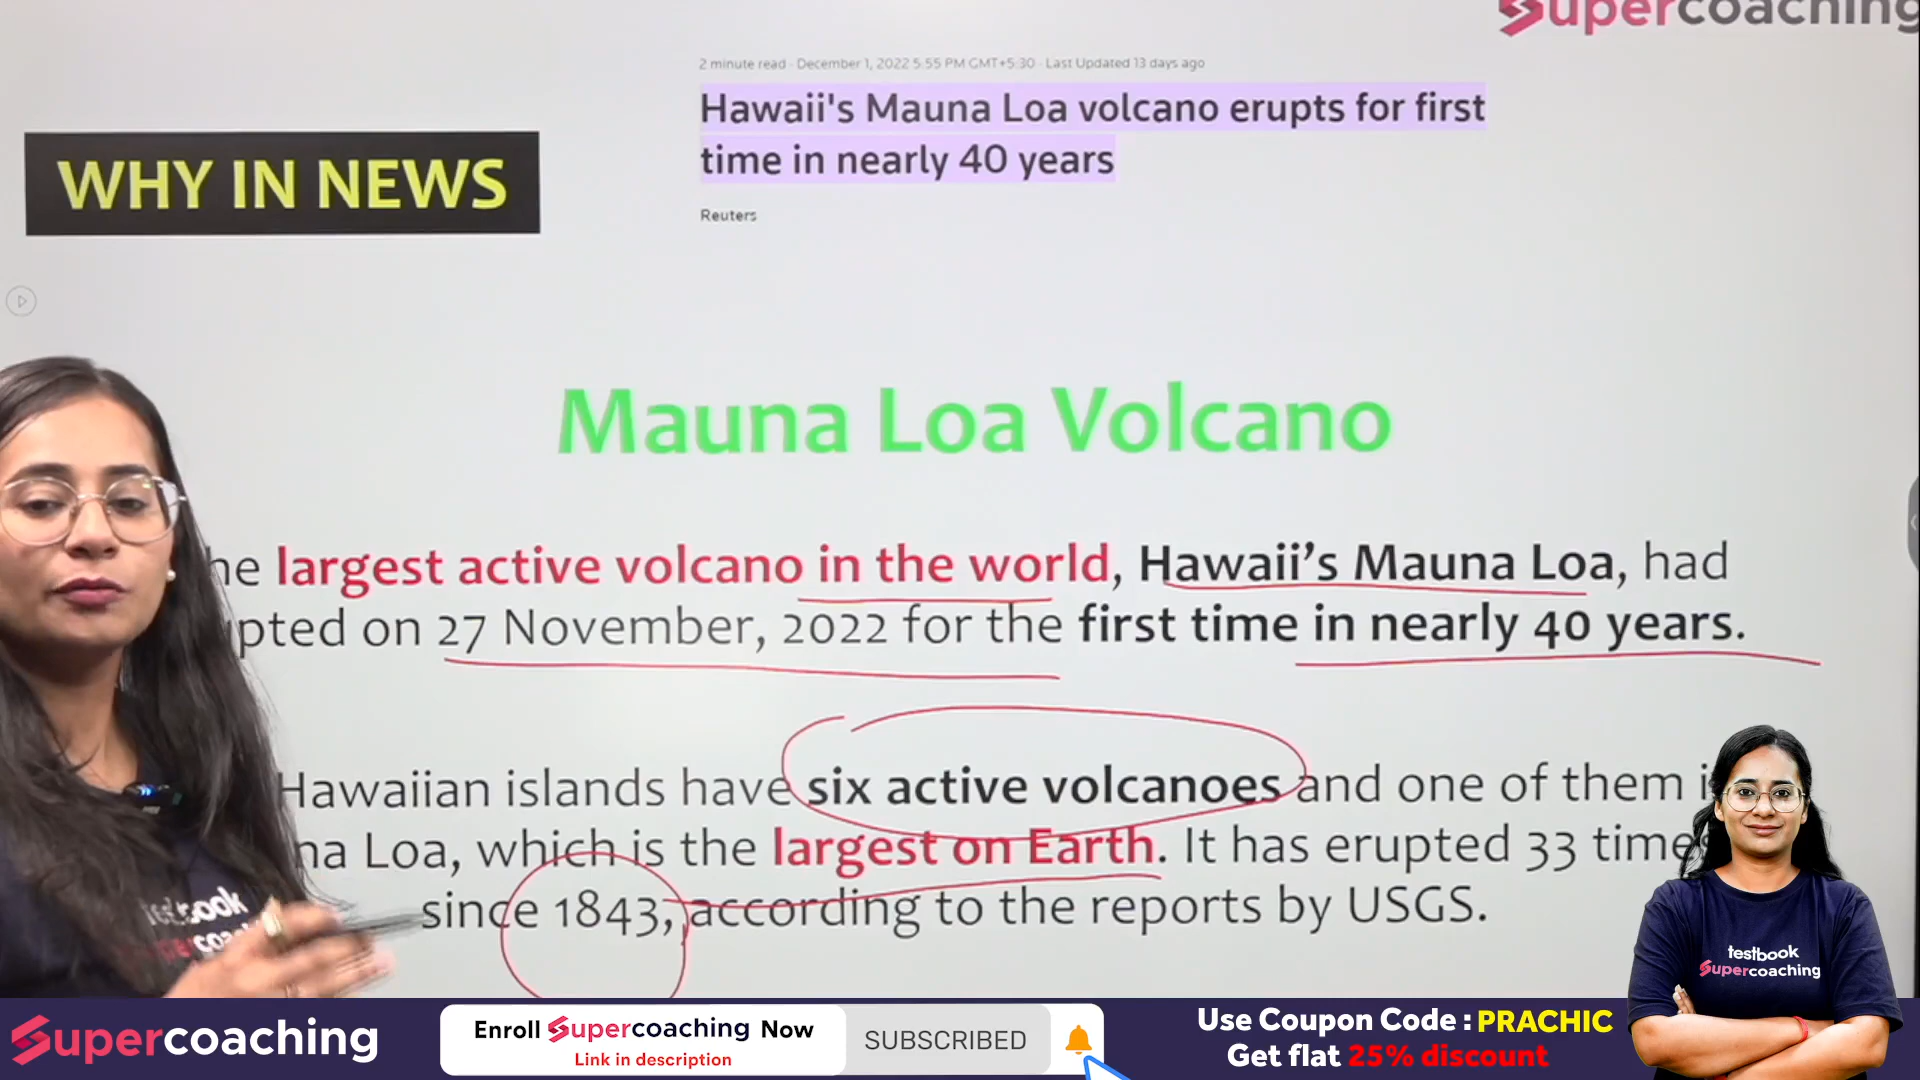 Supercoaching
2 minute read · December 1, 2022 5:55 PM GMT+5:30 · Last Updated 13 days ago
Hawaii's Mauna Loa volcano erupts for first
time in nearly 40 years
Reuters
WHY IN NEWS
Mauna Loa Volcano
he largest active volcano in the world, Hawaii's Mauna Loa, had
pted on 27 November, 2022 for the first time in nearly 40 years.
Hawaiian islands have six active volcanoes and one of them i
na Loa, which is the largest on Earth. It has erupted 33 times
since 1843, according to the reports by USGS.
testbook
testbook
Supercoaching
Supercoaching
Enroll Supercoaching Now
Link in description
SUBSCRIBED
Use Coupon Code : PRACHIC
Get flat 25% discount